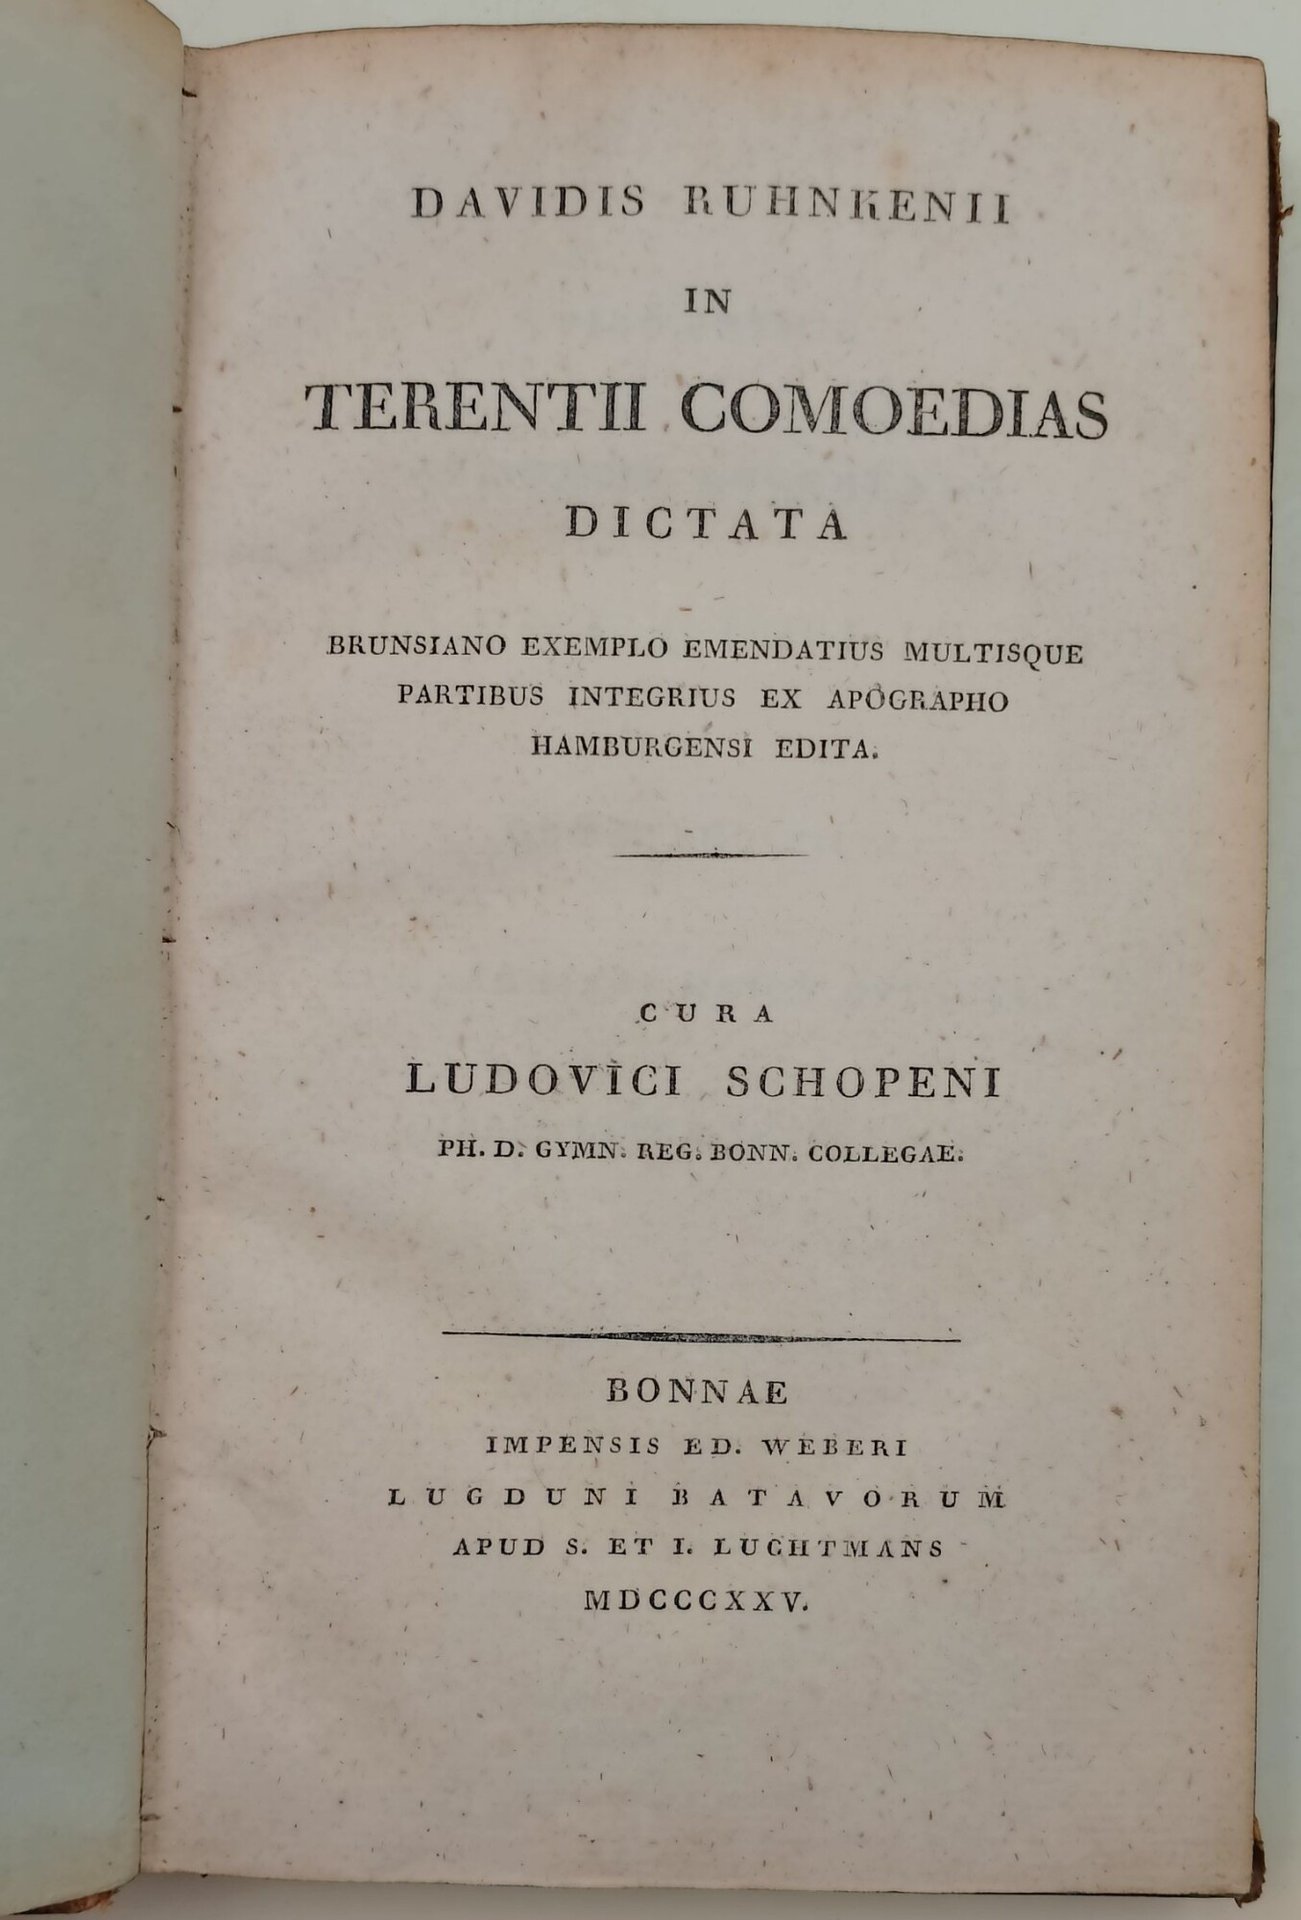 DAVIDIS RUHNKENII
IN
TERENTII COMOEDIAS
DICTATA
BRUNSIANO EXEMPLO EMENDATIUS MULTISQUE
PARTIBUS INTEGRIUS EX APOGRAPHO
HAMBURGENSI EDITA.
CURA
LUDOVICI SCHOPENI
PH. D. GYMN. REG. BONN. COLLEGAE.
BONNAE
IMPENSIS ED. WEBERI
LUGDUNI BATAVORUM
APUD S. ET I. LUCHTMANS
MDCCCXXV.